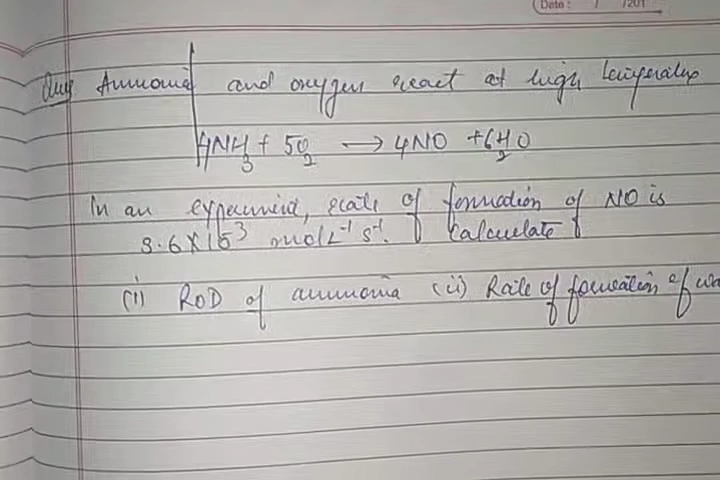 Date : / /201
Ques Ammonia and oxygen react at high temperature
4NH3 + 5O2 → 4NO + 6H2O
In an experiment, rate of formation of NO is
3.6×10^-3 mol L^-1 s^-1. Calculate
(i) ROD of ammonia (ii) Rate of formation of wa